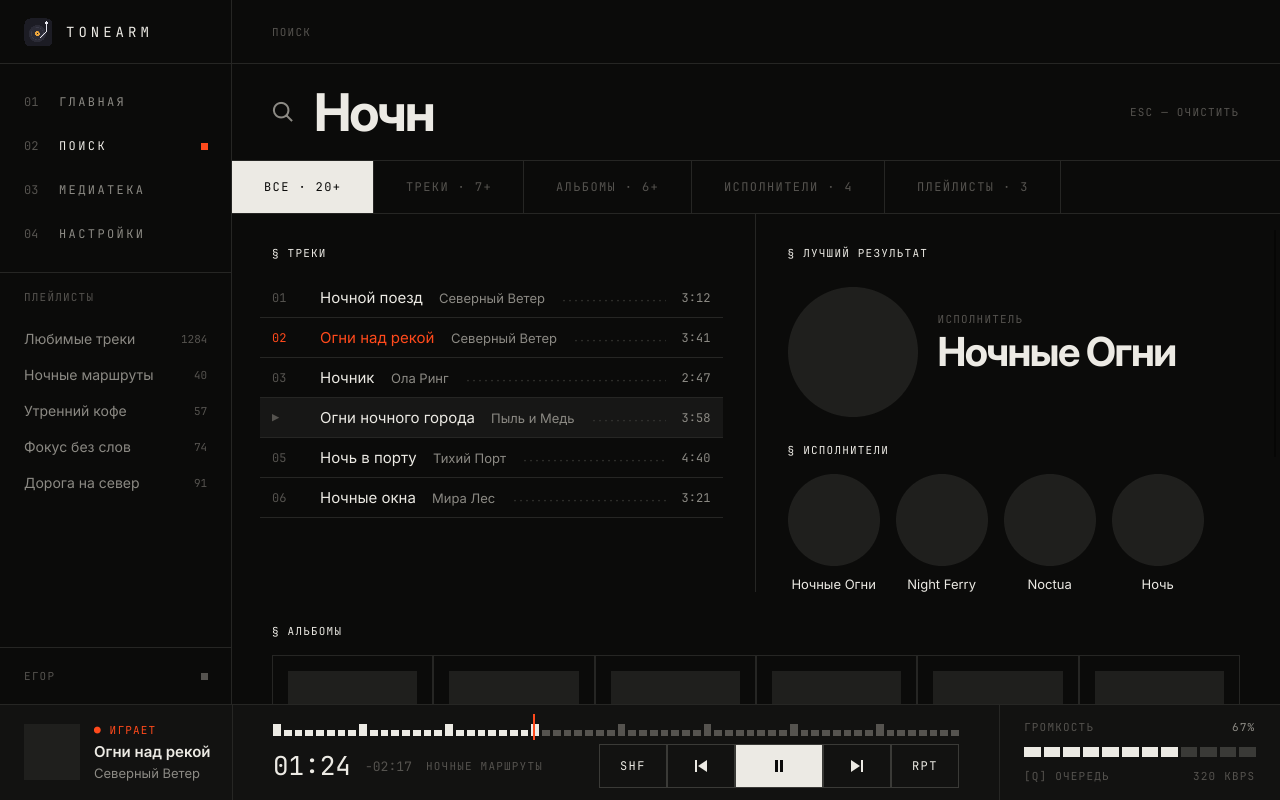 TONEARM
ПОИСК
01 ГЛАВНАЯ
02 ПОИСК
03 МЕДИАТЕКА
04 НАСТРОЙКИ
ПЛЕЙЛИСТЫ
Любимые треки 1284
Ночные маршруты 40
Утренний кофе 57
Фокус без слов 74
Дорога на север 91
ЕГОР
Ночн
ESC — ОЧИСТИТЬ
ВСЕ · 20+ ТРЕКИ · 7+ АЛЬБОМЫ · 6+ ИСПОЛНИТЕЛИ · 4 ПЛЕЙЛИСТЫ · 3
§ ТРЕКИ
01 Ночной поезд Северный Ветер 3:12
02 Огни над рекой Северный Ветер 3:41
03 Ночник Ола Ринг 2:47
▶ Огни ночного города Пыль и Медь 3:58
05 Ночь в порту Тихий Порт 4:40
06 Ночные окна Мира Лес 3:21
§ ЛУЧШИЙ РЕЗУЛЬТАТ
ИСПОЛНИТЕЛЬ
Ночные Огни
§ ИСПОЛНИТЕЛИ
Ночные Огни Night Ferry Noctua Ночь
§ АЛЬБОМЫ
ИГРАЕТ
Огни над рекой
Северный Ветер
01:24 -02:17 НОЧНЫЕ МАРШРУТЫ
SHF RPT
ГРОМКОСТЬ 67%
[Q] ОЧЕРЕДЬ 320 KBPS